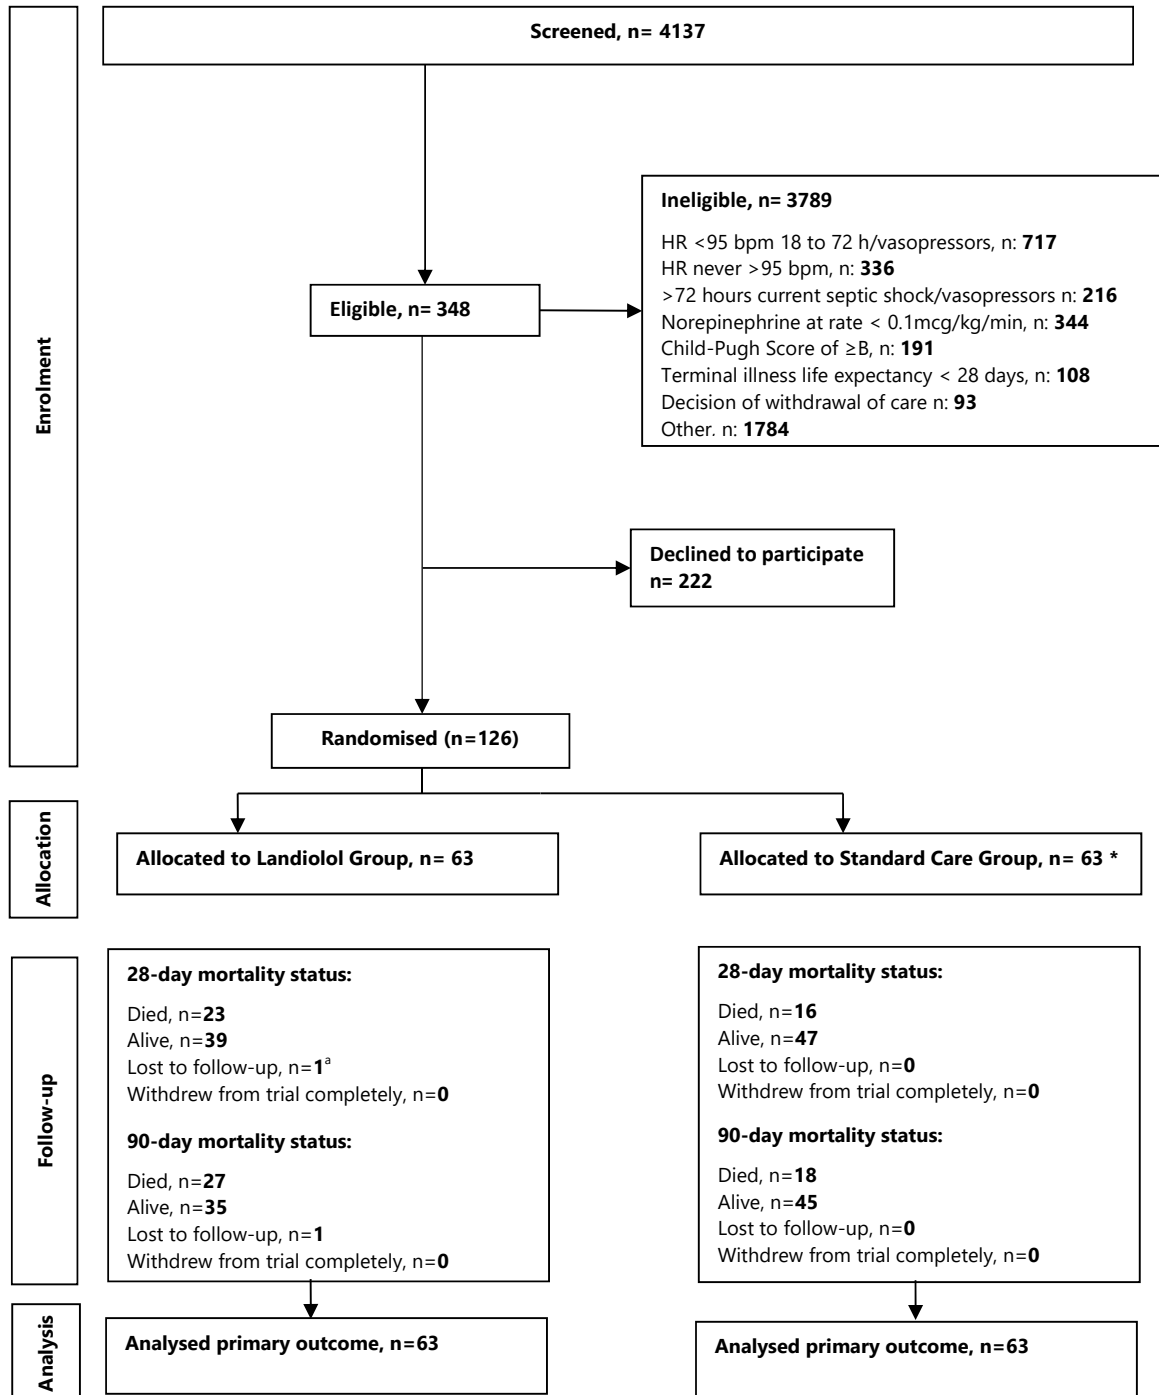 Enrolment
Screened, n= 4137
Ineligible, n= 3789
HR <95 bpm 18 to 72 h/vasopressors, n: 717
HR never >95 bpm, n: 336
>72 hours current septic shock/vasopressors n: 216
Norepinephrine at rate < 0.1mcg/kg/min, n: 344
Child-Pugh Score of ≥B, n: 191
Terminal illness life expectancy < 28 days, n: 108
Decision of withdrawal of care n: 93
Other. n: 1784
Eligible, n= 348
Declined to participate
n= 222
Randomised (n=126)
Allocation
Allocated to Landiolol Group, n= 63
Allocated to Standard Care Group, n= 63 *
Follow-up
28-day mortality status:
Died, n=23
Alive, n=39
Lost to follow-up, n=1ᵃ
Withdrew from trial completely, n=0
90-day mortality status:
Died, n=27
Alive, n=35
Lost to follow-up, n=1
Withdrew from trial completely, n=0
28-day mortality status:
Died, n=16
Alive, n=47
Lost to follow-up, n=0
Withdrew from trial completely, n=0
90-day mortality status:
Died, n=18
Alive, n=45
Lost to follow-up, n=0
Withdrew from trial completely, n=0
Analysis
Analysed primary outcome, n=63
Analysed primary outcome, n=63